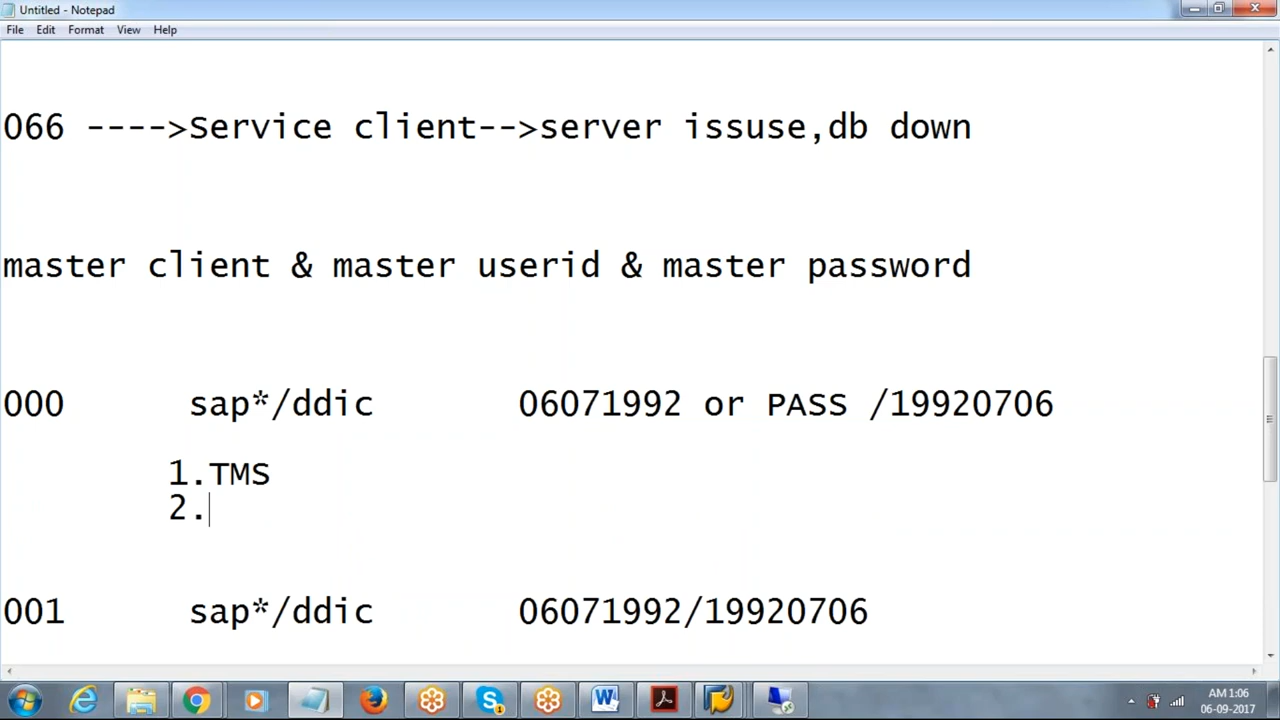 Untitled - Notepad
File Edit Format View Help
066 ---->Service client-->server issuse,db down
master client & master userid & master password
000 sap*/ddic 06071992 or PASS /19920706
1.TMS
2.
001 sap*/ddic 06071992/19920706
AM 1:06
06-09-2017